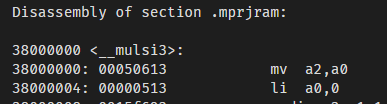 Disassembly of section .mprjram:
38000000 <__mulsi3>:
38000000: 00050613 mv a2,a0
38000004: 00000513 li a0,0